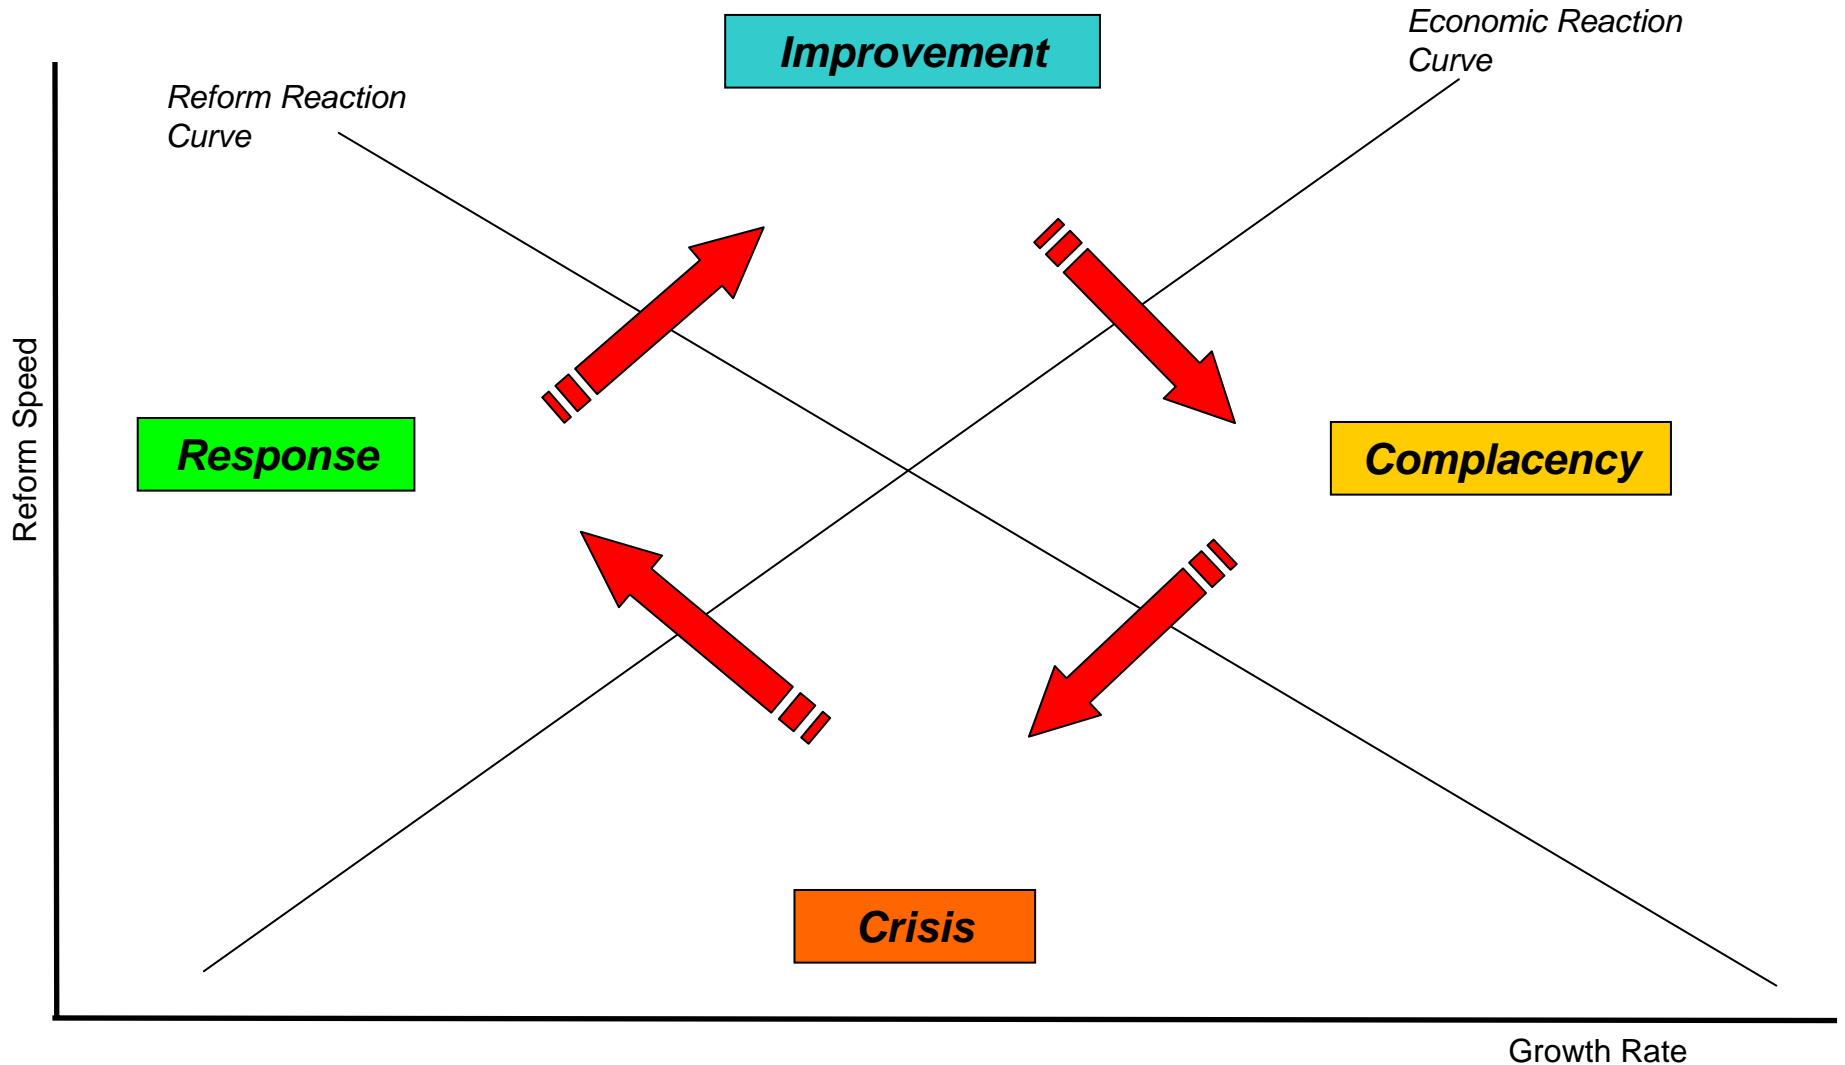 Improvement
Economic Reaction
Curve
Reform Reaction
Curve
Reform Speed
Response
Complacency
Crisis
Growth Rate